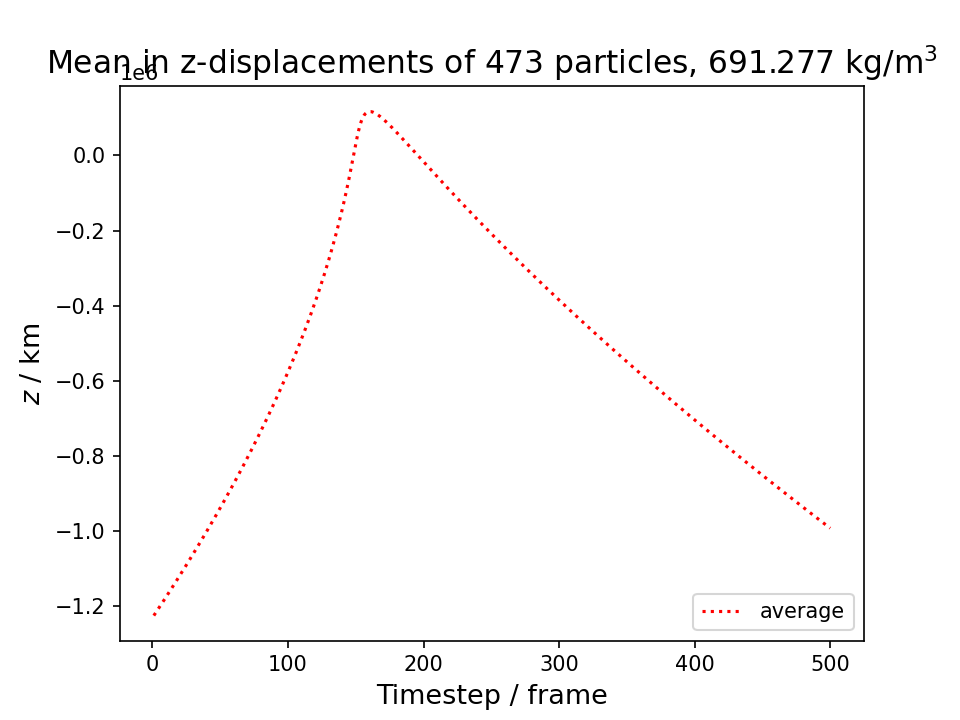 Mean in z-displacements of 473 particles, 691.277 kg/m³
1e6
0.0
−0.2
−0.4
−0.6
−0.8
−1.0
−1.2
z / km
average
0 100 200 300 400 500
Timestep / frame